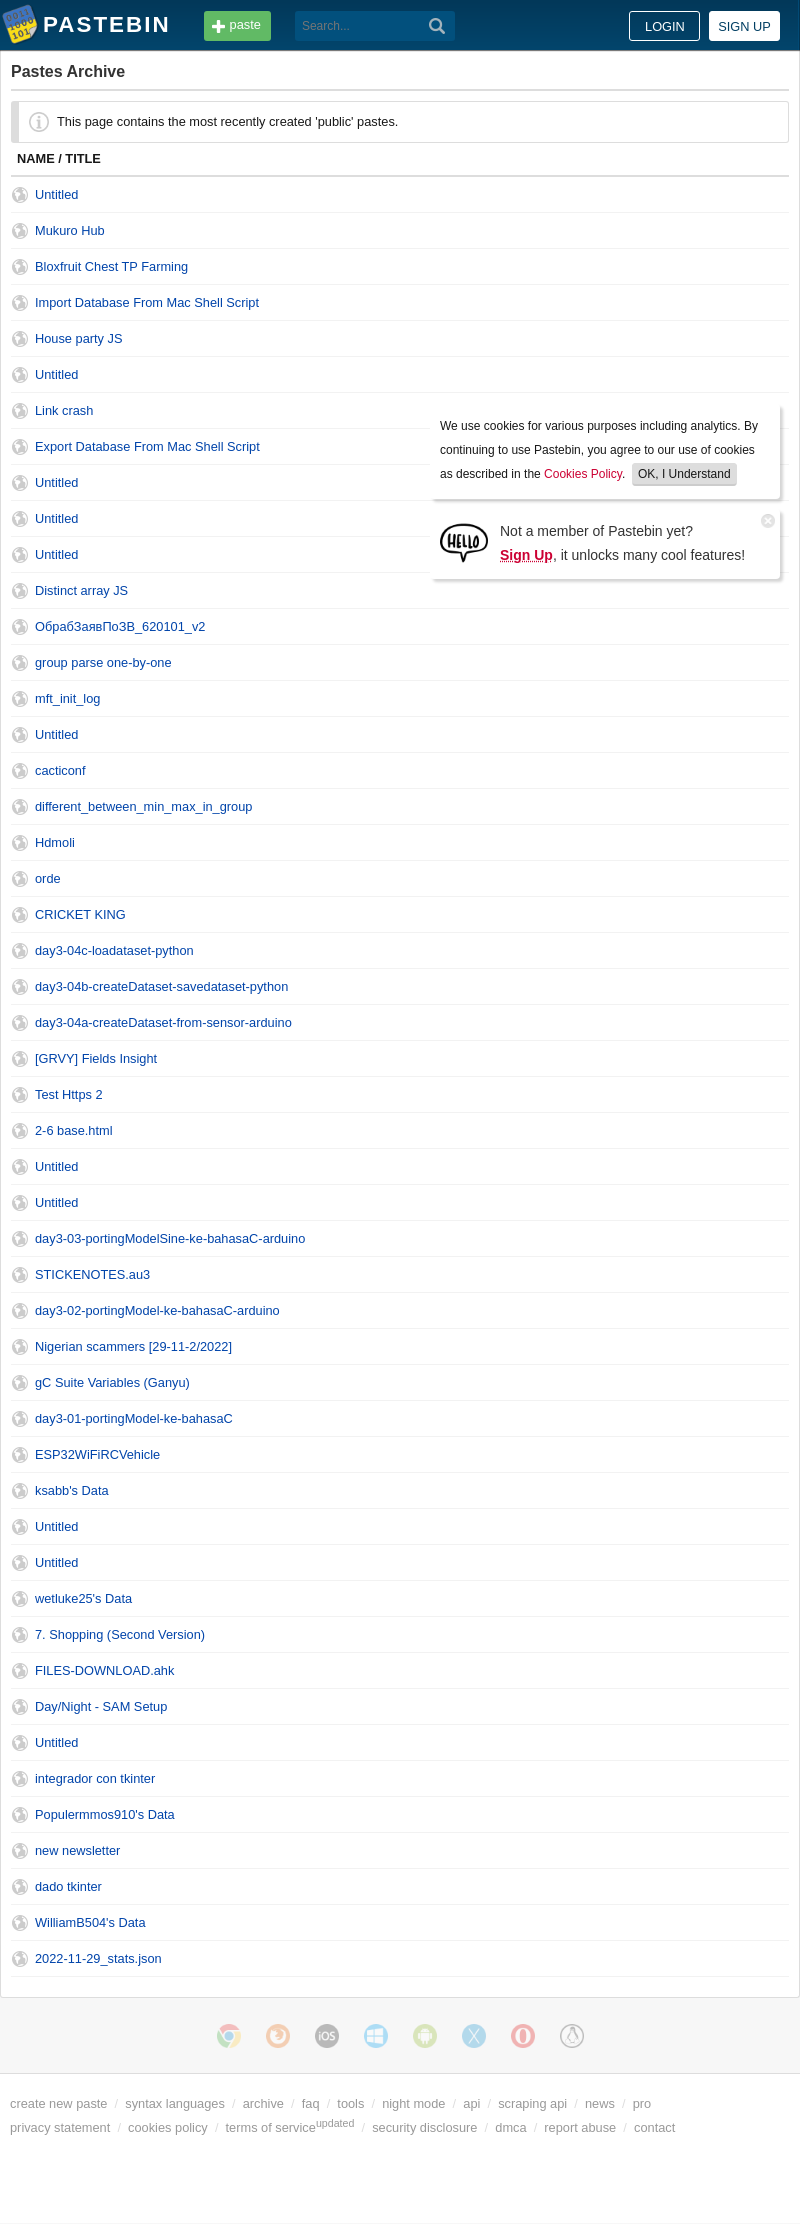 PASTEBIN
paste
Search...
LOGIN
SIGN UP
Pastes Archive
This page contains the most recently created 'public' pastes.
NAME / TITLE
Untitled
Mukuro Hub
Bloxfruit Chest TP Farming
Import Database From Mac Shell Script
House party JS
Untitled
Link crash
Export Database From Mac Shell Script
Untitled
Untitled
Untitled
Distinct array JS
ОбрабЗаявПоЗВ_620101_v2
group parse one-by-one
mft_init_log
Untitled
cacticonf
different_between_min_max_in_group
Hdmoli
orde
CRICKET KING
day3-04c-loadataset-python
day3-04b-createDataset-savedataset-python
day3-04a-createDataset-from-sensor-arduino
[GRVY] Fields Insight
Test Https 2
2-6 base.html
Untitled
Untitled
day3-03-portingModelSine-ke-bahasaC-arduino
STICKENOTES.au3
day3-02-portingModel-ke-bahasaC-arduino
Nigerian scammers [29-11-2/2022]
gC Suite Variables (Ganyu)
day3-01-portingModel-ke-bahasaC
ESP32WiFiRCVehicle
ksabb's Data
Untitled
Untitled
wetluke25's Data
7. Shopping (Second Version)
FILES-DOWNLOAD.ahk
Day/Night - SAM Setup
Untitled
integrador con tkinter
Populermmos910's Data
new newsletter
dado tkinter
WilliamB504's Data
2022-11-29_stats.json
We use cookies for various purposes including analytics. By
continuing to use Pastebin, you agree to our use of cookies
as described in the Cookies Policy. OK, I Understand
HELLO
Not a member of Pastebin yet?
Sign Up, it unlocks many cool features!
iOS
create new paste / syntax languages / archive / faq / tools / night mode / api / scraping api / news / pro
privacy statement / cookies policy / terms of service updated / security disclosure / dmca / report abuse / contact